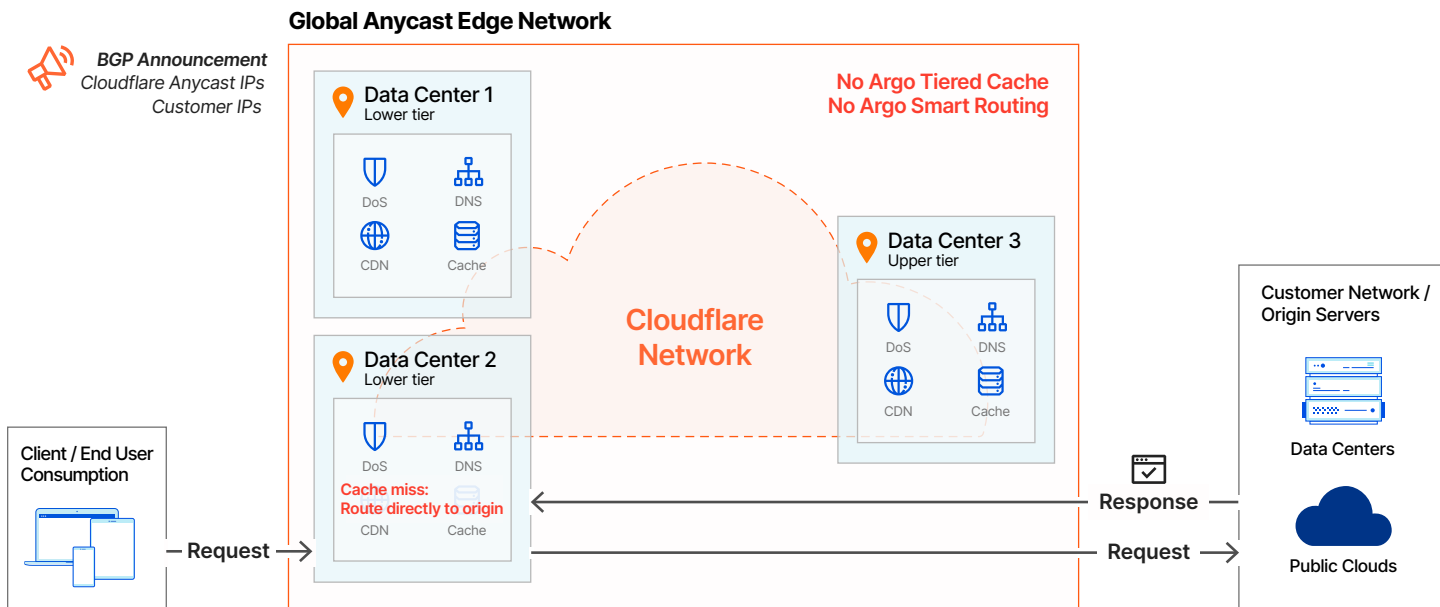 Global Anycast Edge Network
BGP Announcement
Cloudflare Anycast IPs
Customer IPs
No Argo Tiered Cache
No Argo Smart Routing
Data Center 1
Lower tier
DoS
DNS
CDN
Cache
Data Center 2
Lower tier
DoS
DNS
Cache miss:
Route directly to origin
CDN
Cache
Cloudflare
Network
Data Center 3
Upper tier
DoS
DNS
CDN
Cache
Client / End User
Consumption
Request
Response
Request
Customer Network /
Origin Servers
Data Centers
Public Clouds